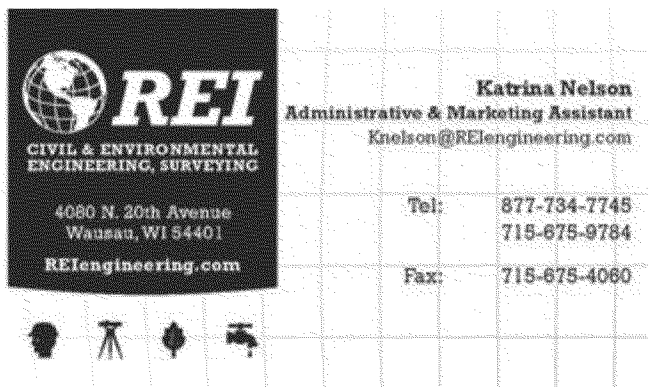 REI
CIVIL & ENVIRONMENTAL
ENGINEERING, SURVEYING
4080 N. 20th Avenue
Wausau, WI 54401
REIengineering.com
Katrina Nelson
Administrative & Marketing Assistant
Knelson@REIengineering.com
Tel: 877-734-7745
715-675-9784
Fax: 715-675-4060